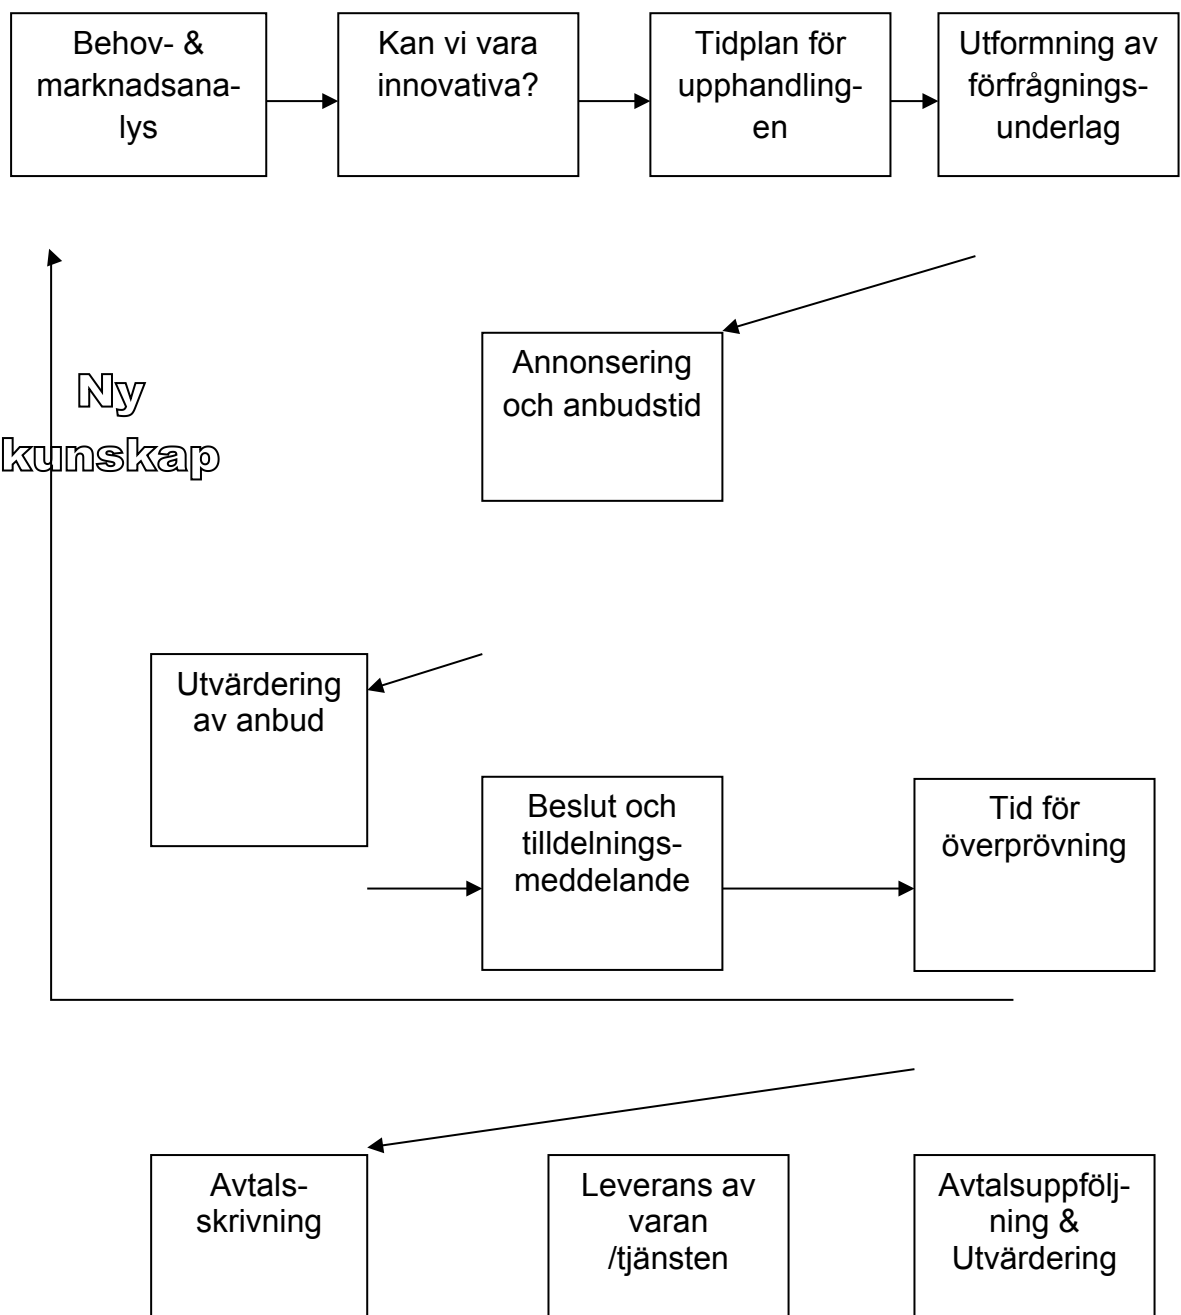 Behov- &
marknadsana-
lys
Kan vi vara
innovativa?
Tidplan för
upphandling-
en
Utformning av
förfrågnings-
underlag
Annonsering
och anbudstid
Ny
kunskap
Utvärdering
av anbud
Beslut och
tilldelnings-
meddelande
Tid för
överprövning
Avtals-
skrivning
Leverans av
varan
/tjänsten
Avtalsuppfölj-
ning &
Utvärdering